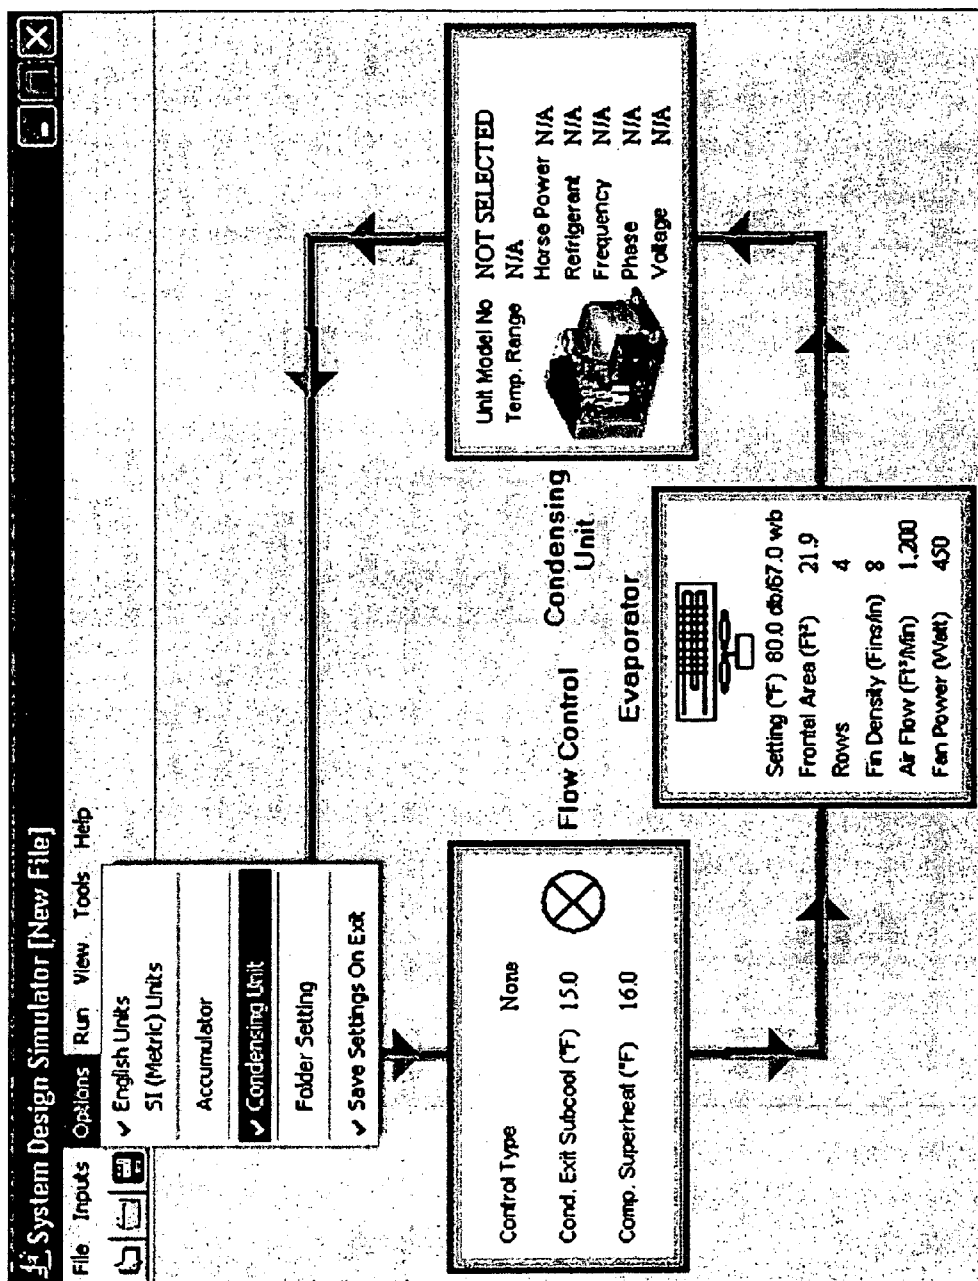 System Design Simulator [New File]
File Inputs Options Run View Tools Help
✓ English Units
SI (Metric) Units
Accumulator
✓ Condensing Unit
Folder Setting
✓ Save Settings On Exit
Control Type None
Cond. Exit Subcool (°F) 15.0
Comp. Superheat (°F) 16.0
Flow Control
Condensing
Unit
Unit Model No NOT SELECTED
Temp. Range N/A
Horse Power N/A
Refrigerant N/A
Frequency N/A
Phase N/A
Voltage N/A
Evaporator
Setting (°F) 80.0 db/67.0 wb
Frontal Area (Ft²) 21.9
Rows 4
Fin Density (Fins/in) 8
Air Flow (Ft³/Min) 1.200
Fan Power (Watt) 450